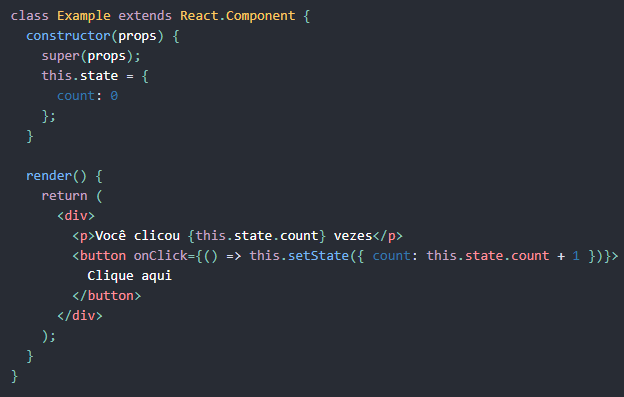 class Example extends React.Component {
  constructor(props) {
    super(props);
    this.state = {
      count: 0
    };
  }

  render() {
    return (
      <div>
        <p>Você clicou {this.state.count} vezes</p>
        <button onClick={() => this.setState({ count: this.state.count + 1 })}>
          Clique aqui
        </button>
      </div>
    );
  }
}